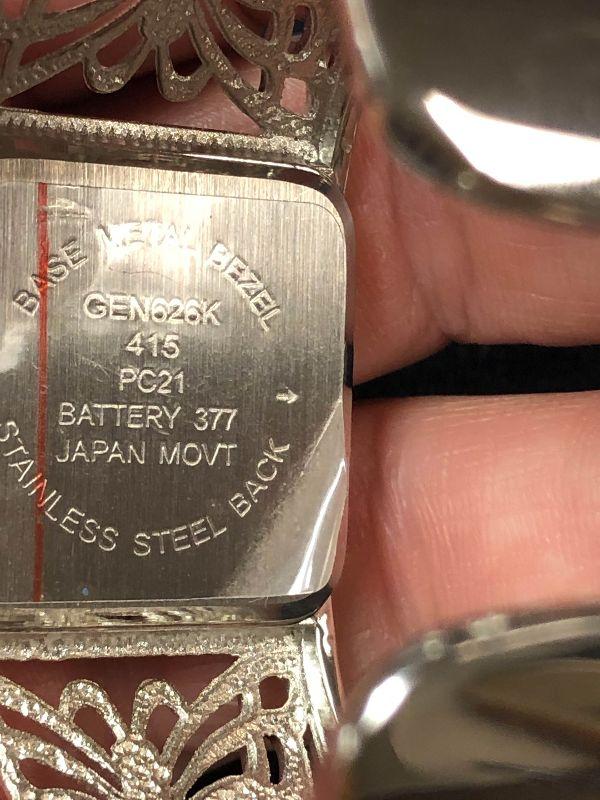 BASE METAL BEZEL
GEN626K
415
PC21
BATTERY 377
JAPAN MOVT
STAINLESS STEEL BACK